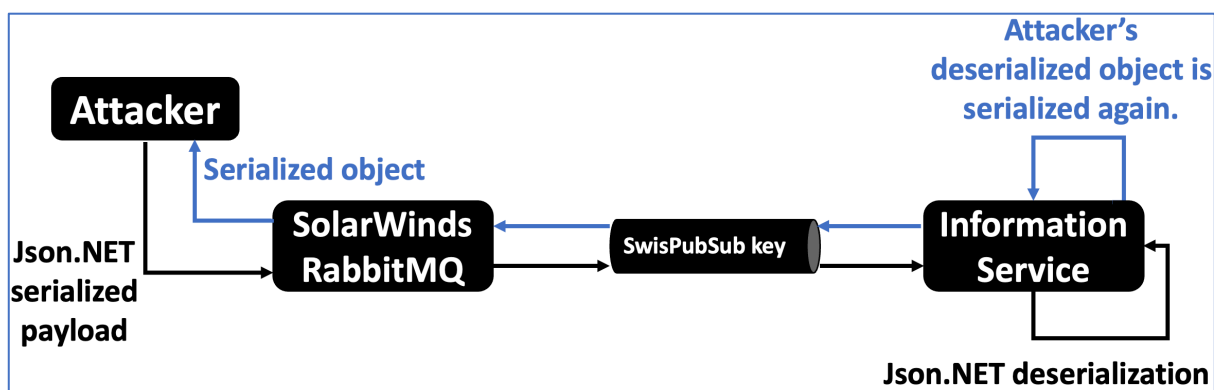 Attacker's
deserialized object is
serialized again.
Attacker
Serialized object
SolarWinds
RabbitMQ
SwisPubSub key
Information
Service
Json.NET
serialized
payload
Json.NET deserialization